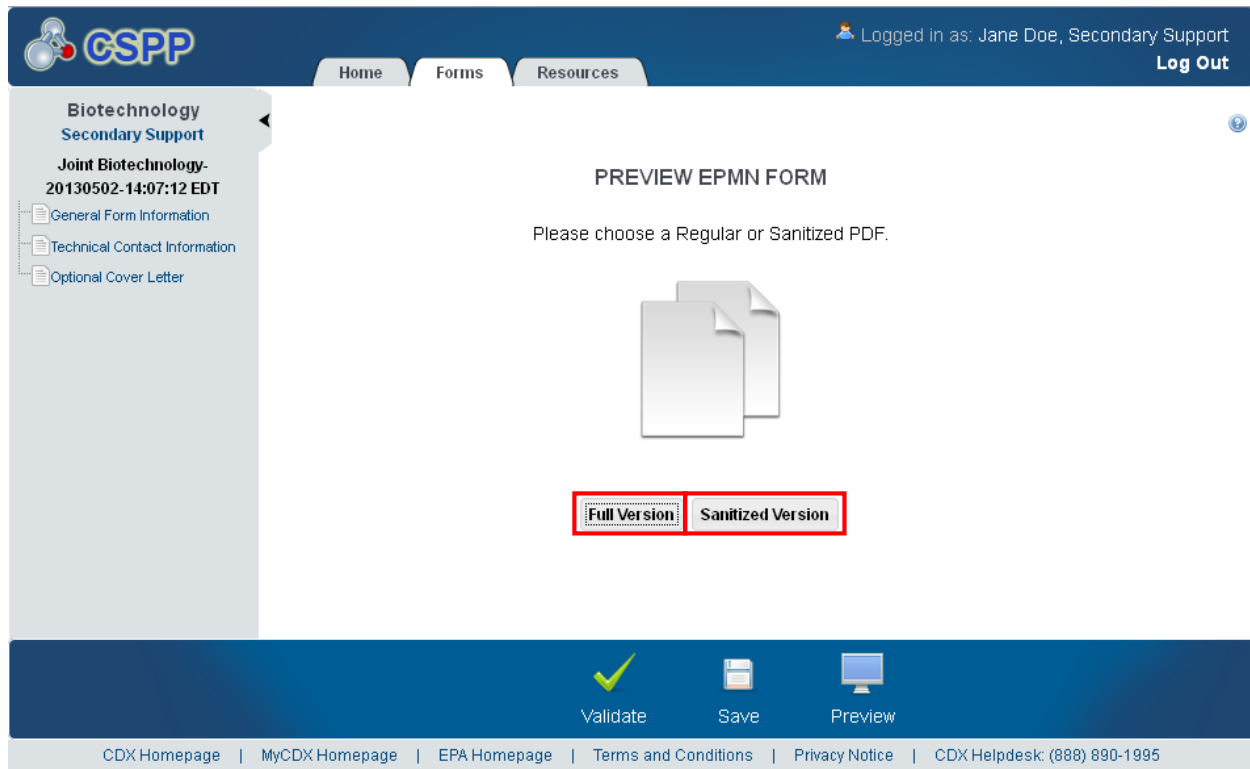 CSPP
Logged in as: Jane Doe, Secondary Support
Log Out
Home Forms Resources
Biotechnology
Secondary Support
Joint Biotechnology-
20130502-14:07:12 EDT
General Form Information
Technical Contact Information
Optional Cover Letter
PREVIEW EPMN FORM
Please choose a Regular or Sanitized PDF.
Full Version Sanitized Version
Validate Save Preview
CDX Homepage | MyCDX Homepage | EPA Homepage | Terms and Conditions | Privacy Notice | CDX Helpdesk: (888) 890-1995